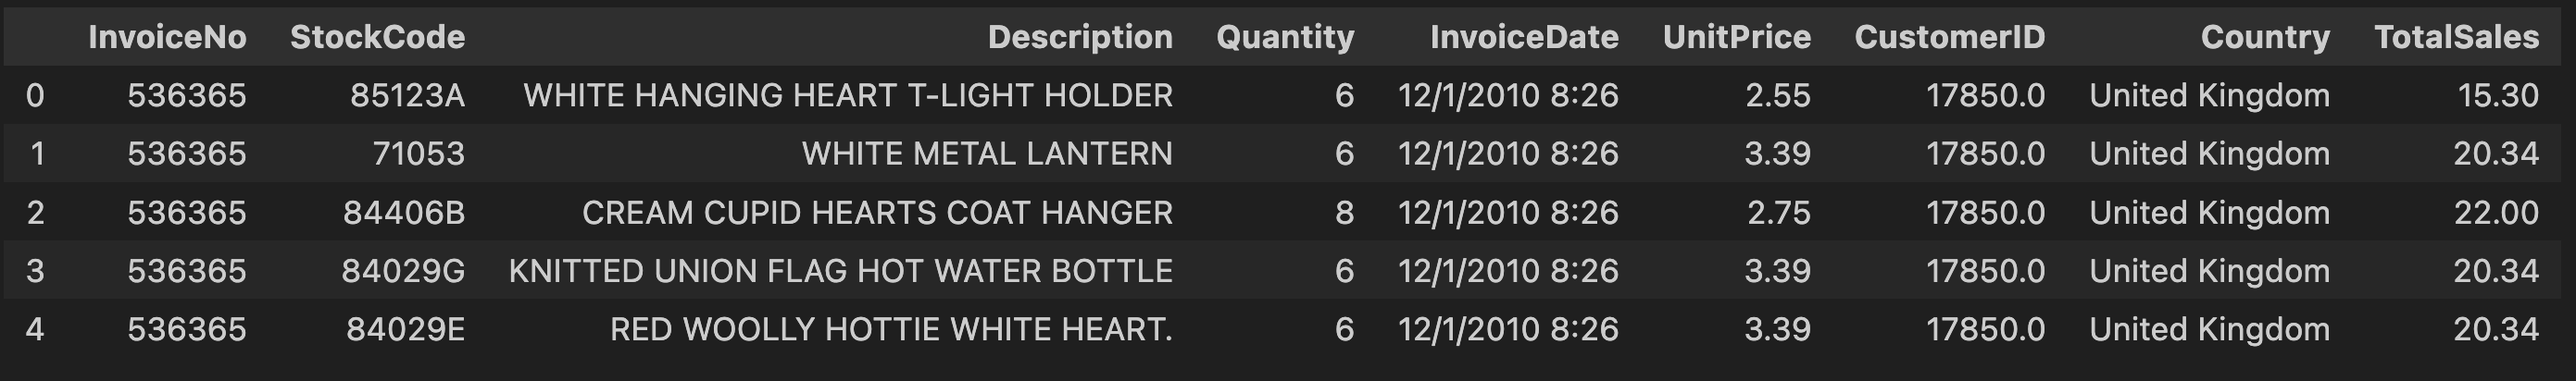 InvoiceNo StockCode Description Quantity InvoiceDate UnitPrice CustomerID Country TotalSales
0 536365 85123A WHITE HANGING HEART T-LIGHT HOLDER 6 12/1/2010 8:26 2.55 17850.0 United Kingdom 15.30
1 536365 71053 WHITE METAL LANTERN 6 12/1/2010 8:26 3.39 17850.0 United Kingdom 20.34
2 536365 84406B CREAM CUPID HEARTS COAT HANGER 8 12/1/2010 8:26 2.75 17850.0 United Kingdom 22.00
3 536365 84029G KNITTED UNION FLAG HOT WATER BOTTLE 6 12/1/2010 8:26 3.39 17850.0 United Kingdom 20.34
4 536365 84029E RED WOOLLY HOTTIE WHITE HEART. 6 12/1/2010 8:26 3.39 17850.0 United Kingdom 20.34